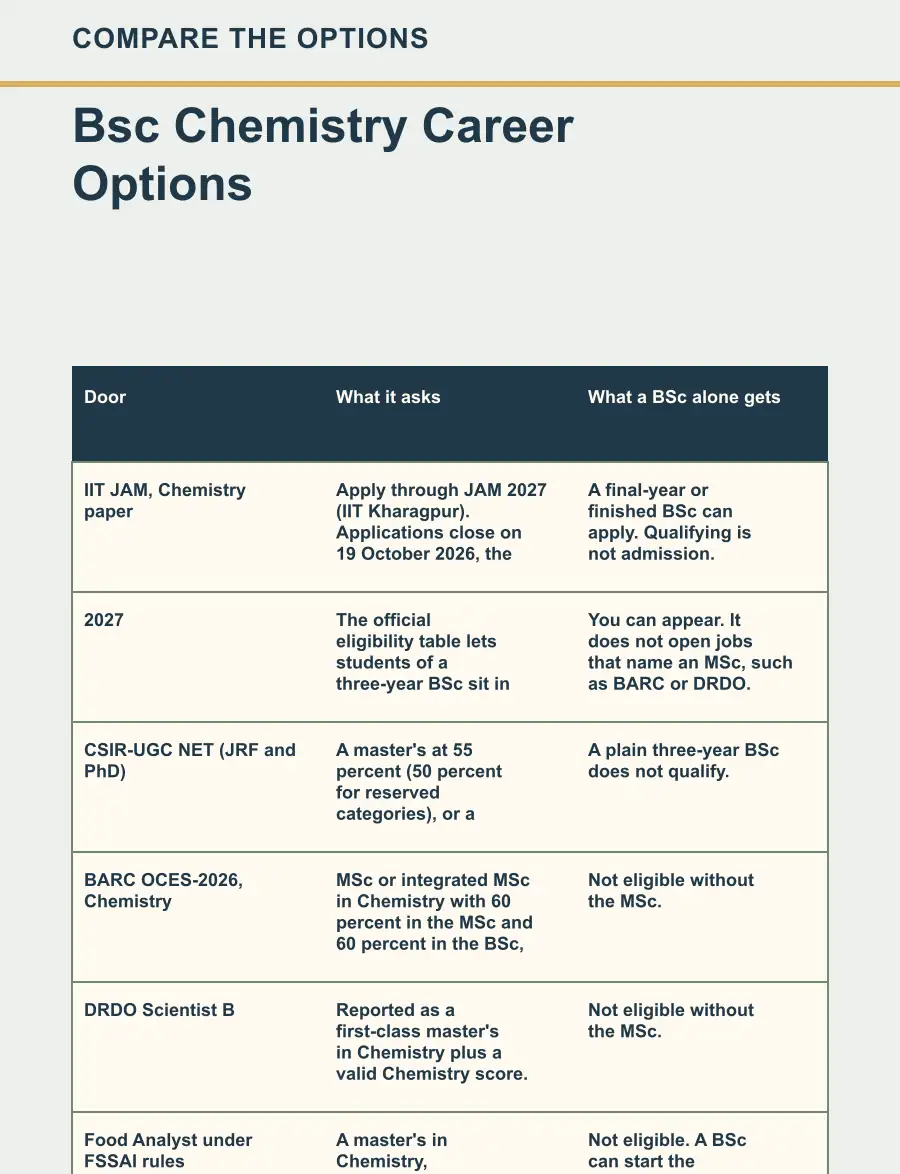 COMPARE THE OPTIONS
Bsc Chemistry Career
Options
Door
What it asks
What a BSc alone gets
IIT JAM, Chemistry
paper
Apply through JAM 2027
(IIT Kharagpur).
Applications close on
19 October 2026, the
A final-year or
finished BSc can
apply. Qualifying is
not admission.
2027
The official
eligibility table lets
students of a
three-year BSc sit in
You can appear. It
does not open jobs
that name an MSc, such
as BARC or DRDO.
CSIR-UGC NET (JRF and
PhD)
A master's at 55
percent (50 percent
for reserved
categories), or a
A plain three-year BSc
does not qualify.
BARC OCES-2026,
Chemistry
MSc or integrated MSc
in Chemistry with 60
percent in the MSc and
60 percent in the BSc,
Not eligible without
the MSc.
DRDO Scientist B
Reported as a
first-class master's
in Chemistry plus a
valid Chemistry score.
Not eligible without
the MSc.
Food Analyst under
FSSAI rules
A master's in
Chemistry,
Not eligible. A BSc
can start the